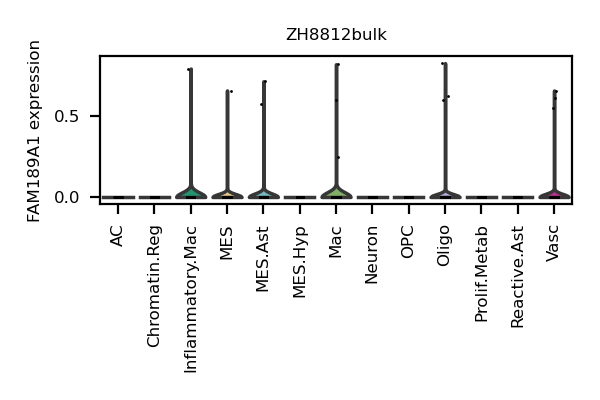 ZH8812bulk
FAM189A1 expression
0.5
0.0
AC
Chromatin.Reg
Inflammatory.Mac
MES
MES.Ast
MES.Hyp
Mac
Neuron
OPC
Oligo
Prolif.Metab
Reactive.Ast
Vasc